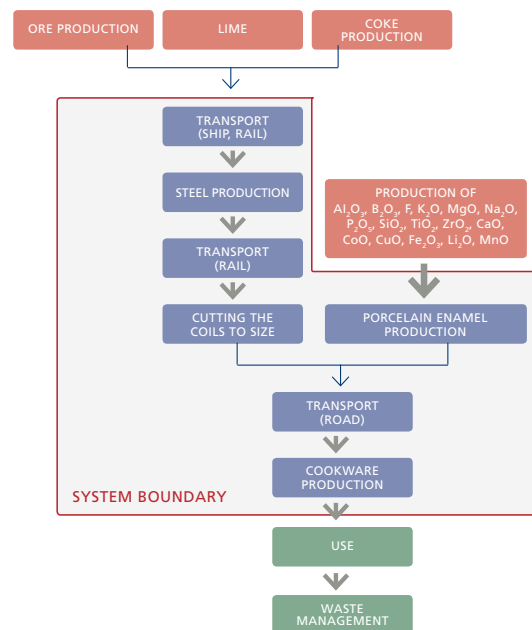 ORE PRODUCTION
LIME
COKE
PRODUCTION
TRANSPORT
(SHIP, RAIL)
STEEL PRODUCTION
TRANSPORT
(RAIL)
CUTTING THE
COILS TO SIZE
PRODUCTION OF
Al₂O₃, B₂O₃, F, K₂O, MgO, Na₂O,
P₂O₅, SiO₂, TiO₂, ZrO₂, CaO,
CoO, CuO, Fe₂O₃, Li₂O, MnO
PORCELAIN ENAMEL
PRODUCTION
TRANSPORT
(ROAD)
COOKWARE
PRODUCTION
SYSTEM BOUNDARY
USE
WASTE
MANAGEMENT